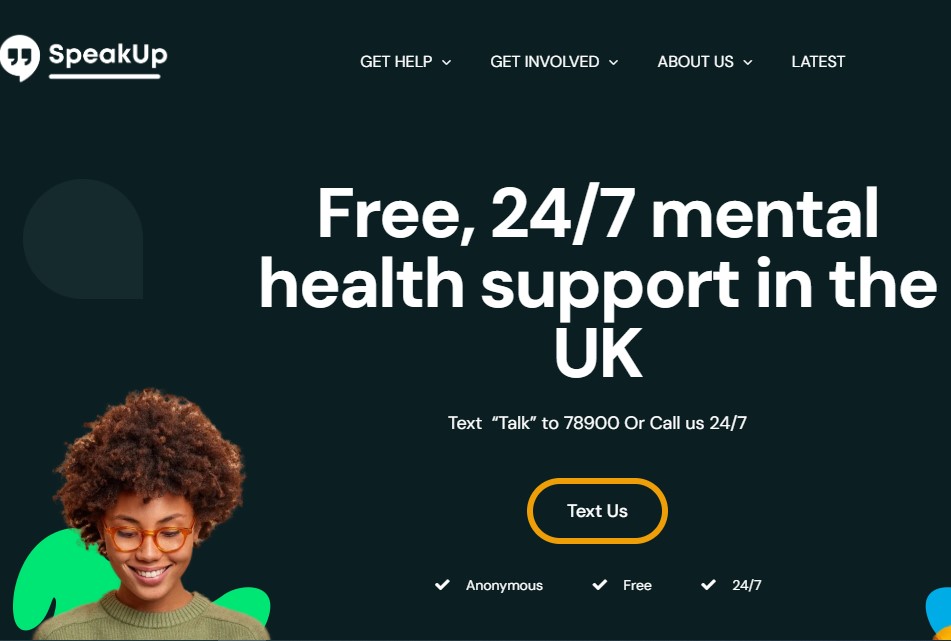 SpeakUp
GET HELP
GET INVOLVED
ABOUT US
LATEST
Free, 24/7 mental
health support in the
UK
Text “Talk” to 78900 Or Call us 24/7
Text Us
Anonymous
Free
24/7